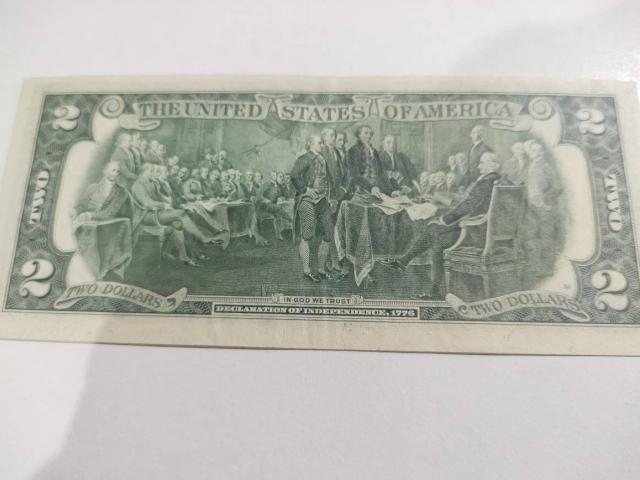 2 THE UNITED STATES OF AMERICA 2
TWO TWO
2 TWO DOLLARS IN GOD WE TRUST TWO DOLLARS 2
DECLARATION OF INDEPENDENCE, 1776